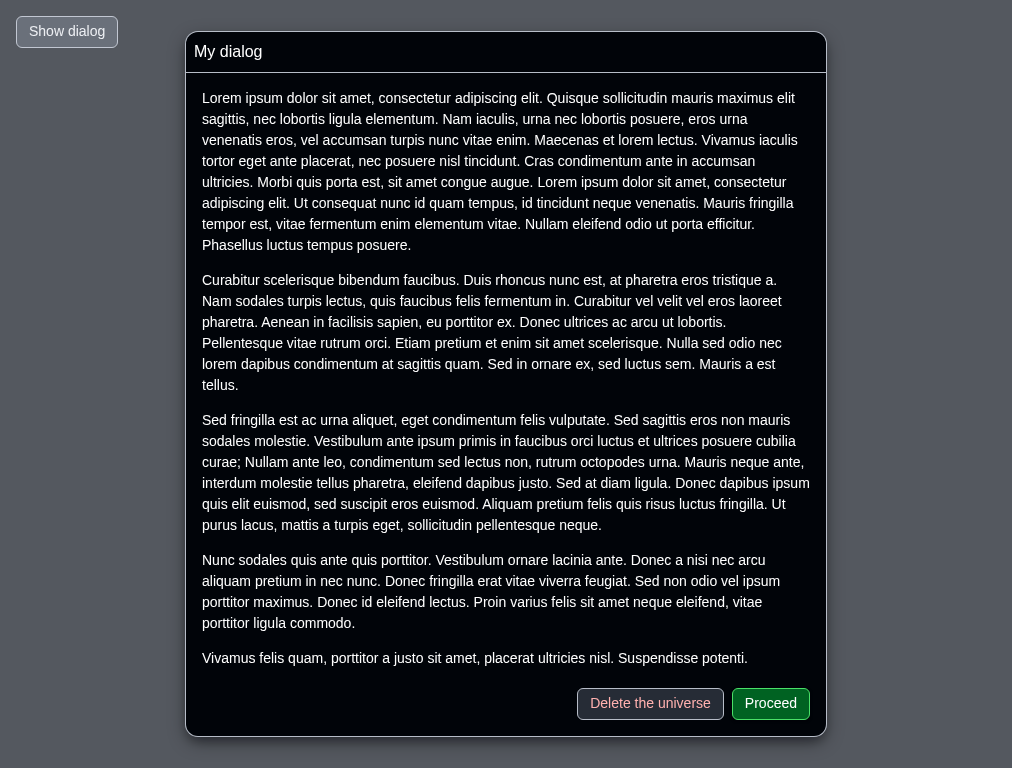 Show dialog
My dialog
Lorem ipsum dolor sit amet, consectetur adipiscing elit. Quisque sollicitudin mauris maximus elit
sagittis, nec lobortis ligula elementum. Nam iaculis, urna nec lobortis posuere, eros urna
venenatis eros, vel accumsan turpis nunc vitae enim. Maecenas et lorem lectus. Vivamus iaculis
tortor eget ante placerat, nec posuere nisl tincidunt. Cras condimentum ante in accumsan
ultricies. Morbi quis porta est, sit amet congue augue. Lorem ipsum dolor sit amet, consectetur
adipiscing elit. Ut consequat nunc id quam tempus, id tincidunt neque venenatis. Mauris fringilla
tempor est, vitae fermentum enim elementum vitae. Nullam eleifend odio ut porta efficitur.
Phasellus luctus tempus posuere.
Curabitur scelerisque bibendum faucibus. Duis rhoncus nunc est, at pharetra eros tristique a.
Nam sodales turpis lectus, quis faucibus felis fermentum in. Curabitur vel velit vel eros laoreet
pharetra. Aenean in facilisis sapien, eu porttitor ex. Donec ultrices ac arcu ut lobortis.
Pellentesque vitae rutrum orci. Etiam pretium et enim sit amet scelerisque. Nulla sed odio nec
lorem dapibus condimentum at sagittis quam. Sed in ornare ex, sed luctus sem. Mauris a est
tellus.
Sed fringilla est ac urna aliquet, eget condimentum felis vulputate. Sed sagittis eros non mauris
sodales molestie. Vestibulum ante ipsum primis in faucibus orci luctus et ultrices posuere cubilia
curae; Nullam ante leo, condimentum sed lectus non, rutrum octopodes urna. Mauris neque ante,
interdum molestie tellus pharetra, eleifend dapibus justo. Sed at diam ligula. Donec dapibus ipsum
quis elit euismod, sed suscipit eros euismod. Aliquam pretium felis quis risus luctus fringilla. Ut
purus lacus, mattis a turpis eget, sollicitudin pellentesque neque.
Nunc sodales quis ante quis porttitor. Vestibulum ornare lacinia ante. Donec a nisi nec arcu
aliquam pretium in nec nunc. Donec fringilla erat vitae viverra feugiat. Sed non odio vel ipsum
porttitor maximus. Donec id eleifend lectus. Proin varius felis sit amet neque eleifend, vitae
porttitor ligula commodo.
Vivamus felis quam, porttitor a justo sit amet, placerat ultricies nisl. Suspendisse potenti.
Delete the universe
Proceed